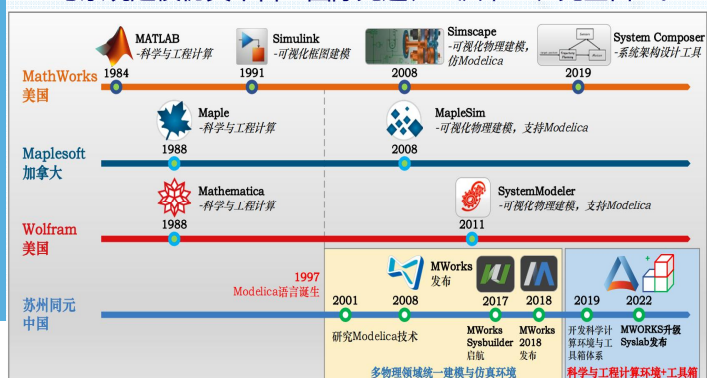 MATLAB
-科学与工程计算
Simulink
-可视化框图建模
Simscape
-可视化物理建模，
仿Modelica
System Composer
-系统架构设计工具
MathWorks
美国
1984
1991
2008
2019
Maple
-科学与工程计算
MapleSim
-可视化物理建模，支持Modelica
Maplesoft
加拿大
1988
2008
Mathematica
-科学与工程计算
SystemModeler
-可视化物理建模，支持Modelica
Wolfram
美国
1988
2011
1997
Modelica语言诞生
MWorks
发布
苏州同元
中国
2001
2008
2017
2018
2019
2022
研究Modelica技术
MWorks
Sysbuilder
启航
MWorks
2018
发布
开发科学计
算环境与工
具箱体系
MWORKS升级
Syslab发布
多物理领域统一建模与仿真环境
科学与工程计算环境+工具箱